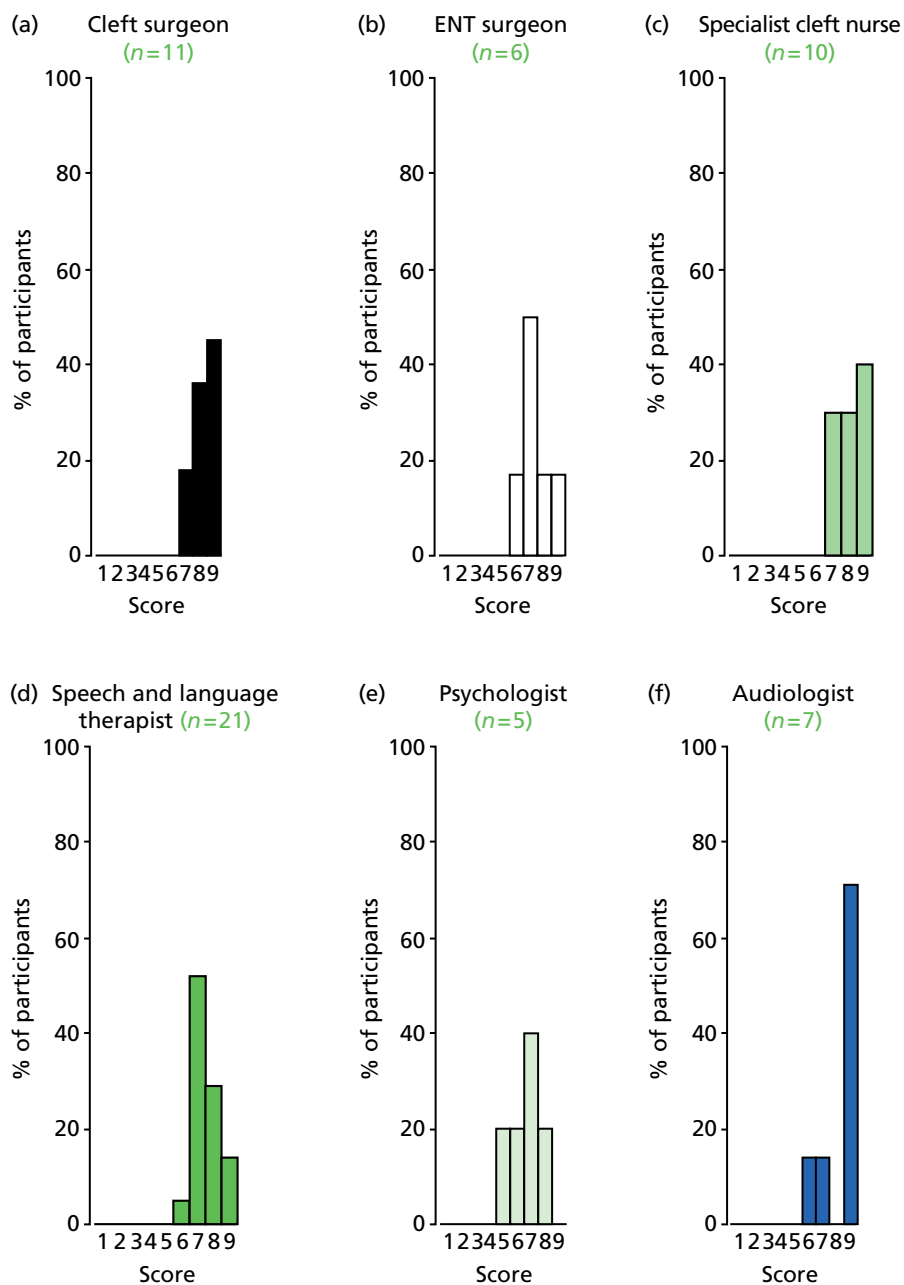 (a) Cleft surgeon
(n=11)
100
80
60
40
20
0
% of participants
1 2 3 4 5 6 7 8 9
Score
(b) ENT surgeon
(n=6)
100
80
60
40
20
0
% of participants
1 2 3 4 5 6 7 8 9
Score
(c) Specialist cleft nurse
(n=10)
100
80
60
40
20
0
% of participants
1 2 3 4 5 6 7 8 9
Score
(d) Speech and language
therapist (n=21)
100
80
60
40
20
0
% of participants
1 2 3 4 5 6 7 8 9
Score
(e) Psychologist
(n=5)
100
80
60
40
20
0
% of participants
1 2 3 4 5 6 7 8 9
Score
(f) Audiologist
(n=7)
100
80
60
40
20
0
% of participants
1 2 3 4 5 6 7 8 9
Score